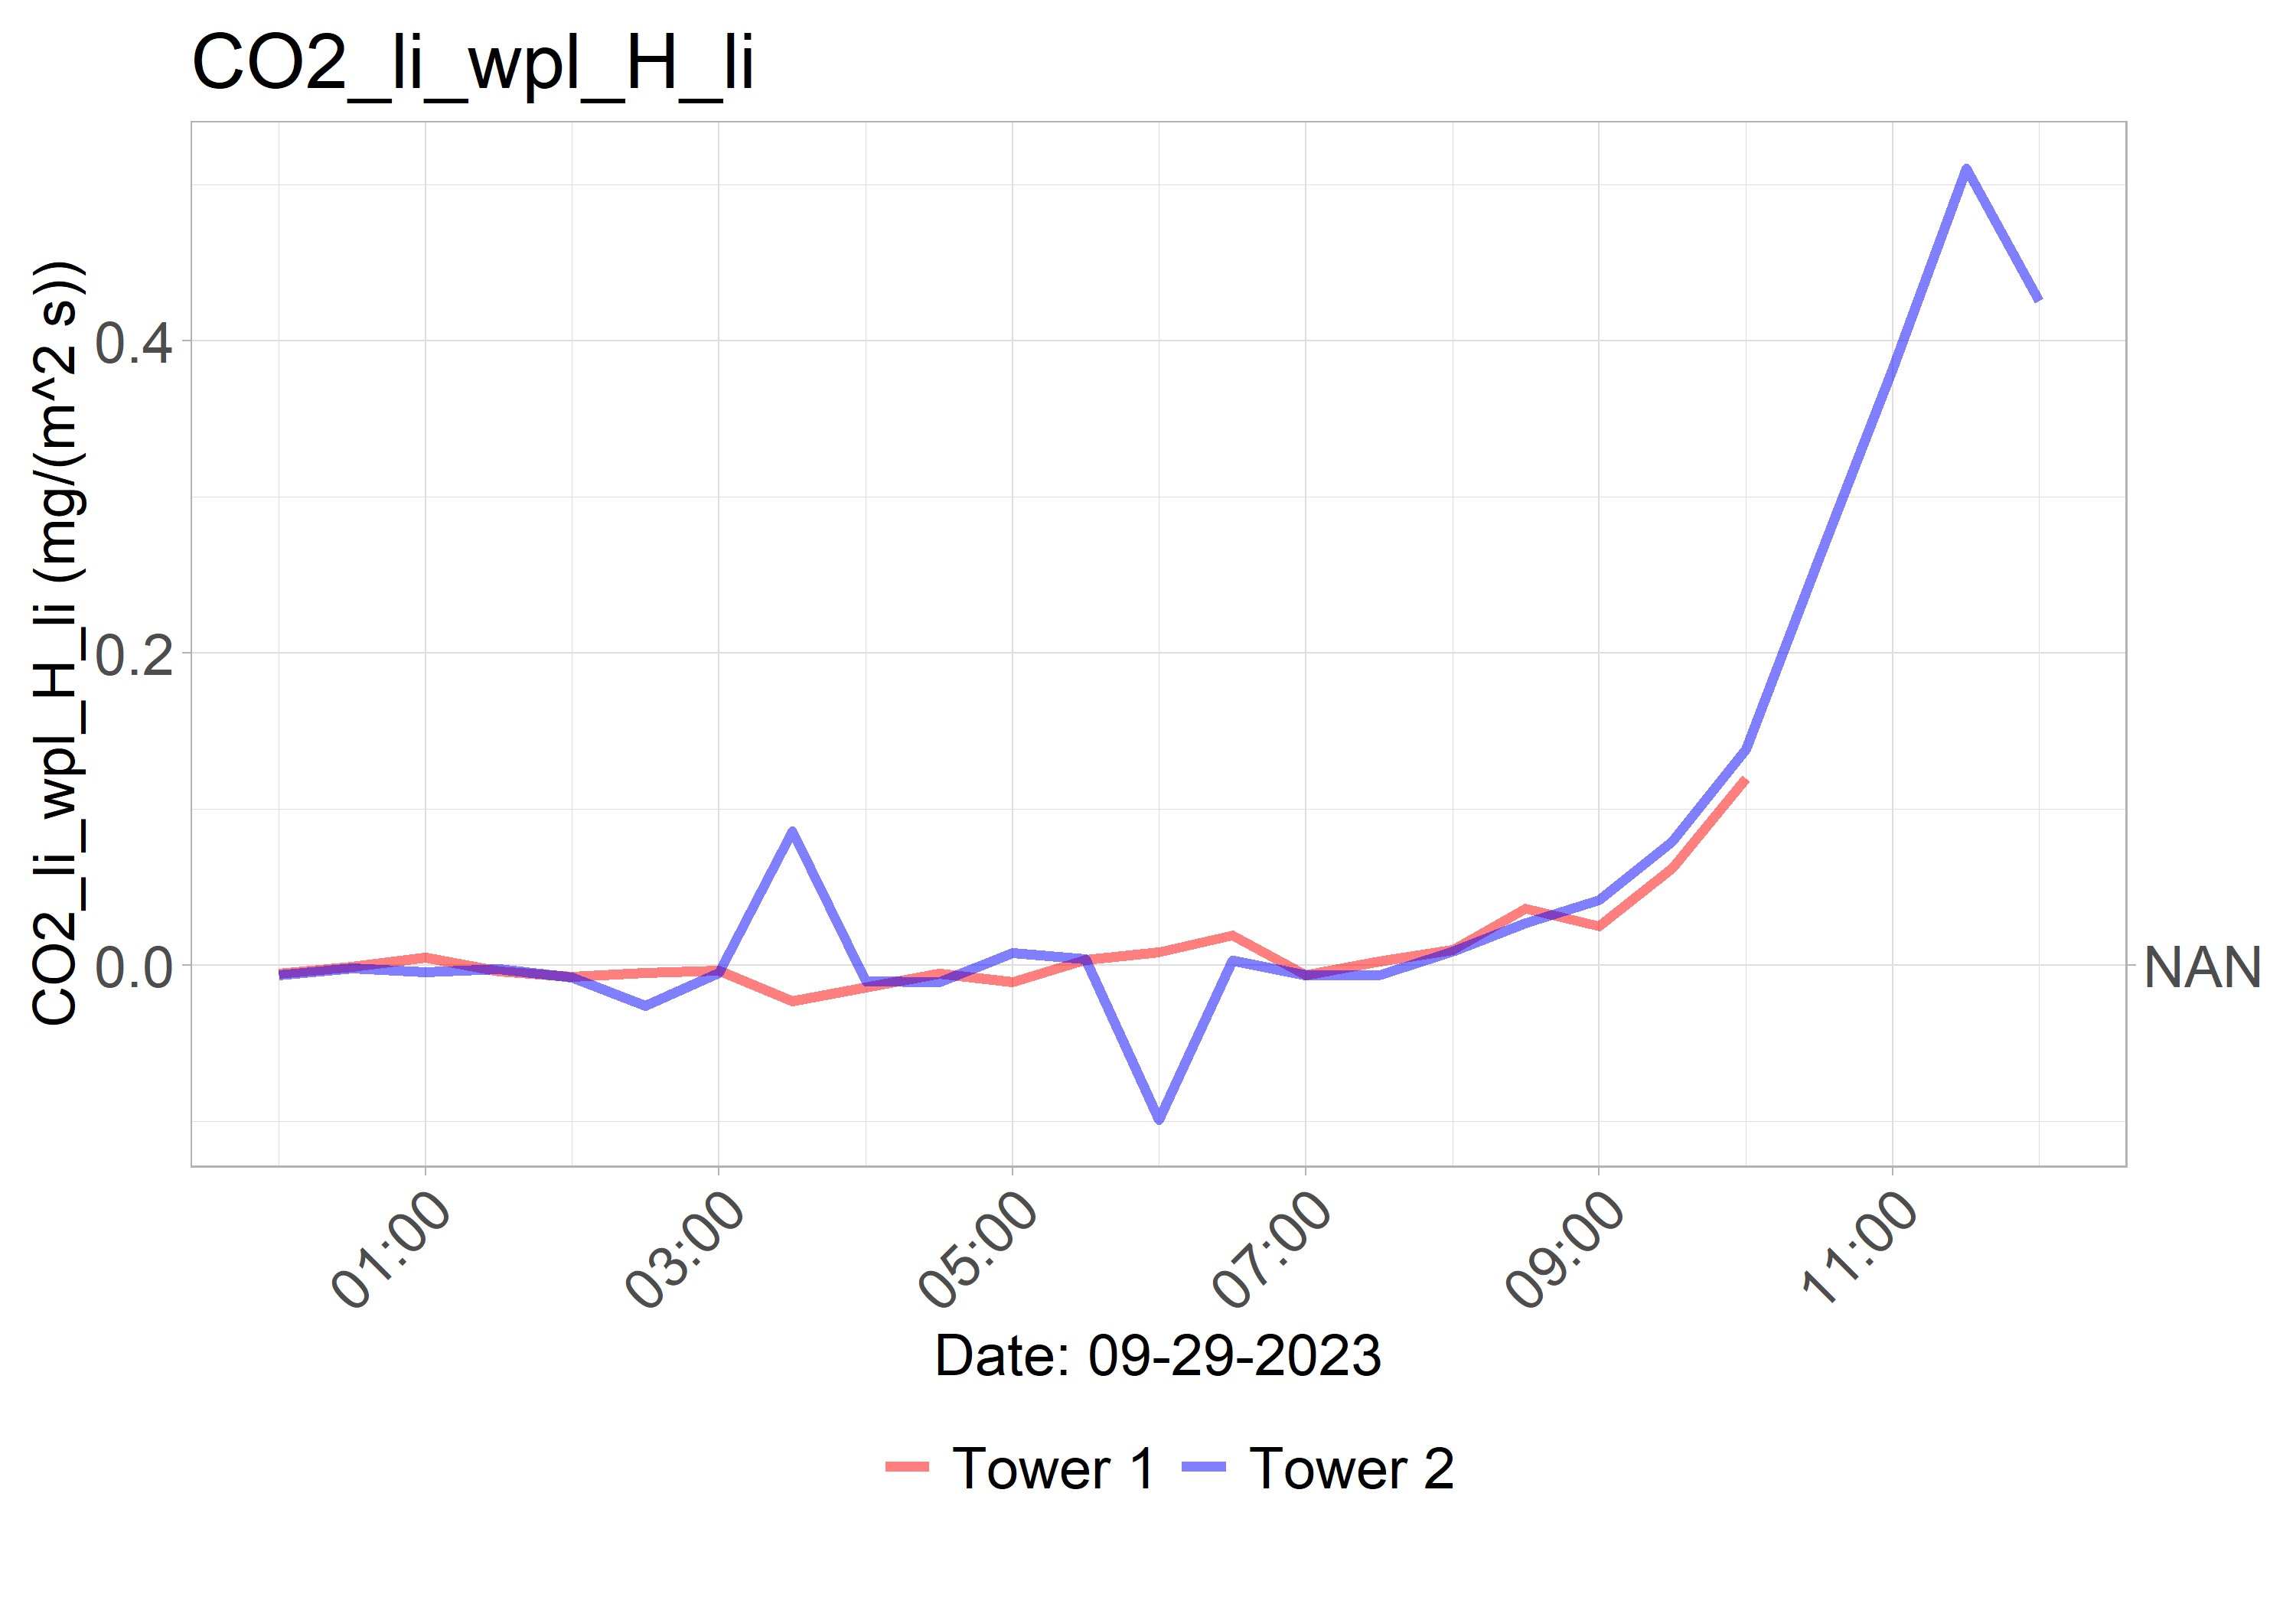 CO2_li_wpl_H_li
CO2_li_wpl_H_li (mg/(m^2 s))
0.4
0.2
0.0
NAN
01:00
03:00
05:00
07:00
09:00
11:00
Date: 09-29-2023
Tower 1
Tower 2